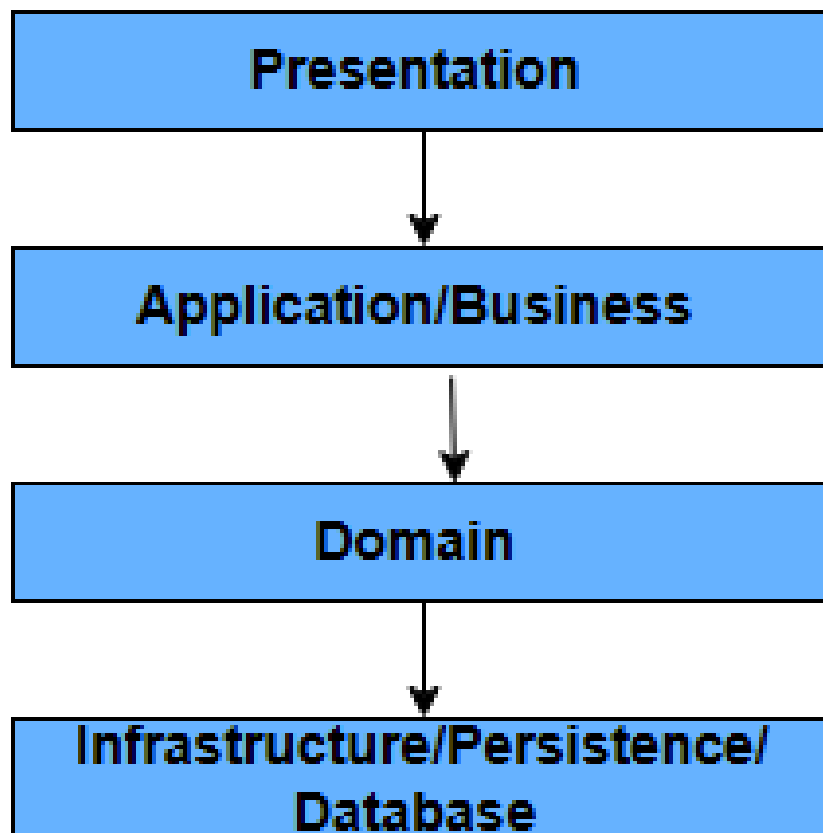 Presentation
Application/Business
Domain
Infrastructure/Persistence/
Database